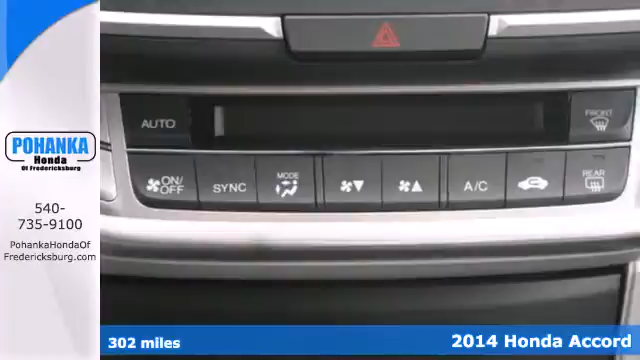 POHANKA
Honda
Of Fredericksburg
540-
735-9100
PohankaHondaOf
Fredericksburg.com
AUTO
FRONT
ON/
OFF
SYNC
MODE
A/C
REAR
302 miles
2014 Honda Accord